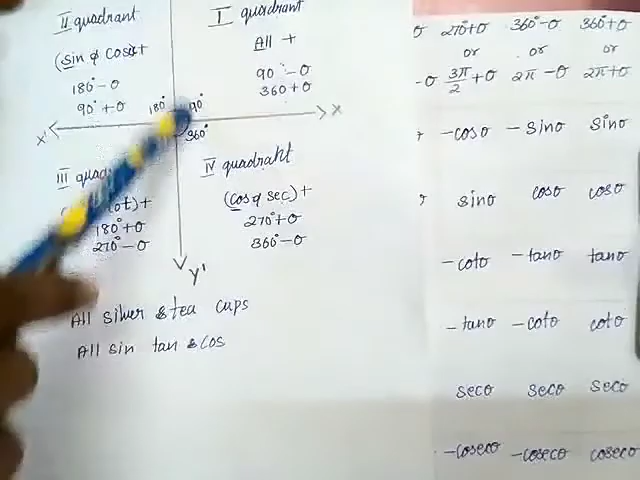 II quadrant
(sin & cosec +
180°-θ
90°+θ
I quadrant
All +
90°-θ
360+θ
180°
90°
360°
X'
X
III
180°+θ
270°-θ
IV quadrant
(cos & sec) +
270°+θ
360°-θ
Y'
All silver & tea cups
All sin tan & cos
270°+θ 360°-θ 360°+θ
or or or
-θ 3π/2+θ 2π-θ 2π+θ
-cosθ -sinθ sinθ
sinθ cosθ cosθ
-cotθ -tanθ tanθ
-tanθ -cotθ cotθ
secθ secθ
-cosecθ -cosecθ cosecθ